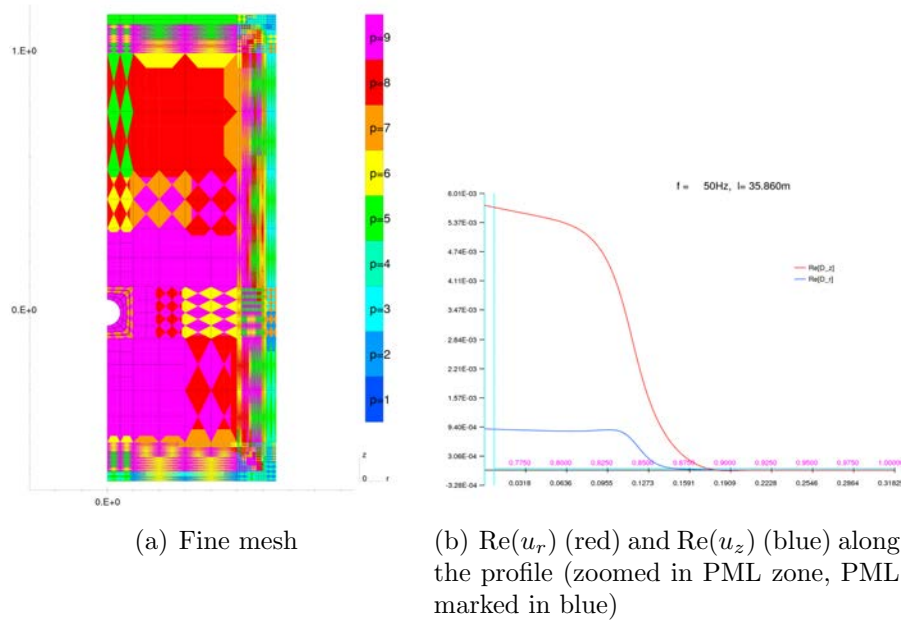 1.E+0
0.E+0
0.E+0
p=9
p=8
p=7
p=6
p=5
p=4
p=3
p=2
p=1
z
0 r
f = 50Hz, l= 35.860m
6.01E-03
5.37E-03
4.74E-03
4.11E-03
3.47E-03
2.84E-03
2.21E-03
1.57E-03
9.40E-04
3.06E-04
-3.28E-04
Re[D_z]
Re[D_r]
0.7750 0.8000 0.8250 0.8500 0.8750 0.9000 0.9250 0.9500 0.9750 1.0000
0.0318 0.0636 0.0955 0.1273 0.1591 0.1909 0.2228 0.2546 0.2864 0.3182
(a) Fine mesh
(b) Re(u_r) (red) and Re(u_z) (blue) along
the profile (zoomed in PML zone, PML
marked in blue)